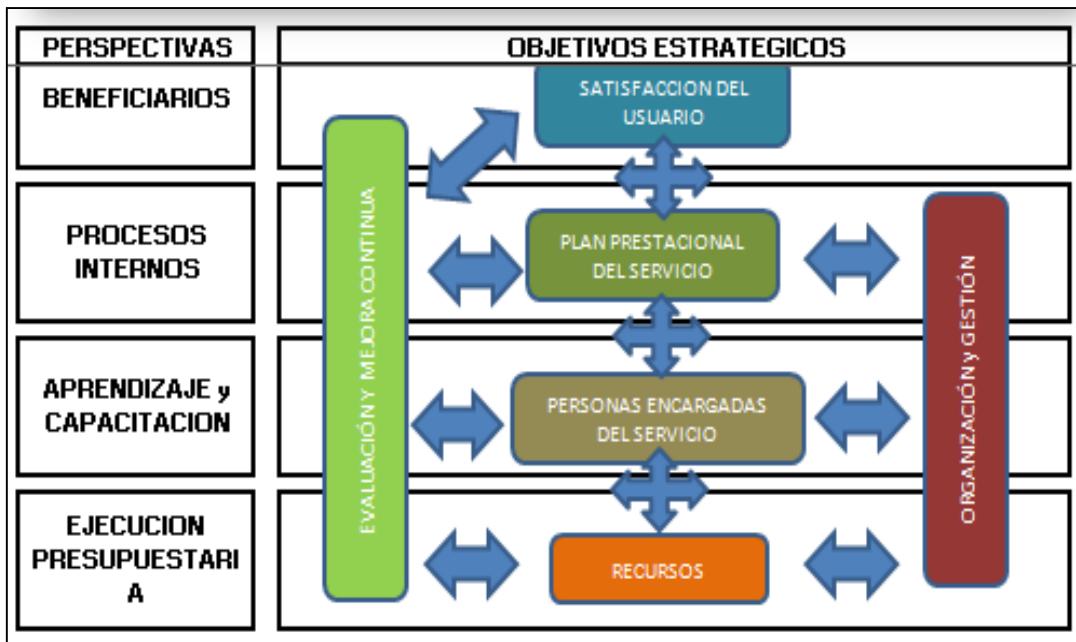 PERSPECTIVAS
OBJETIVOS ESTRATEGICOS
BENEFICIARIOS
SATISFACCION DEL
USUARIO
EVALUACIÓN Y MEJORA CONTINUA
PROCESOS
INTERNOS
PLAN PRESTACIONAL
DEL SERVICIO
ORGANIZACIÓN y GESTIÓN
APRENDIZAJE y
CAPACITACION
PERSONAS ENCARGADAS
DEL SERVICIO
EJECUCION
PRESUPUESTARI
A
RECURSOS